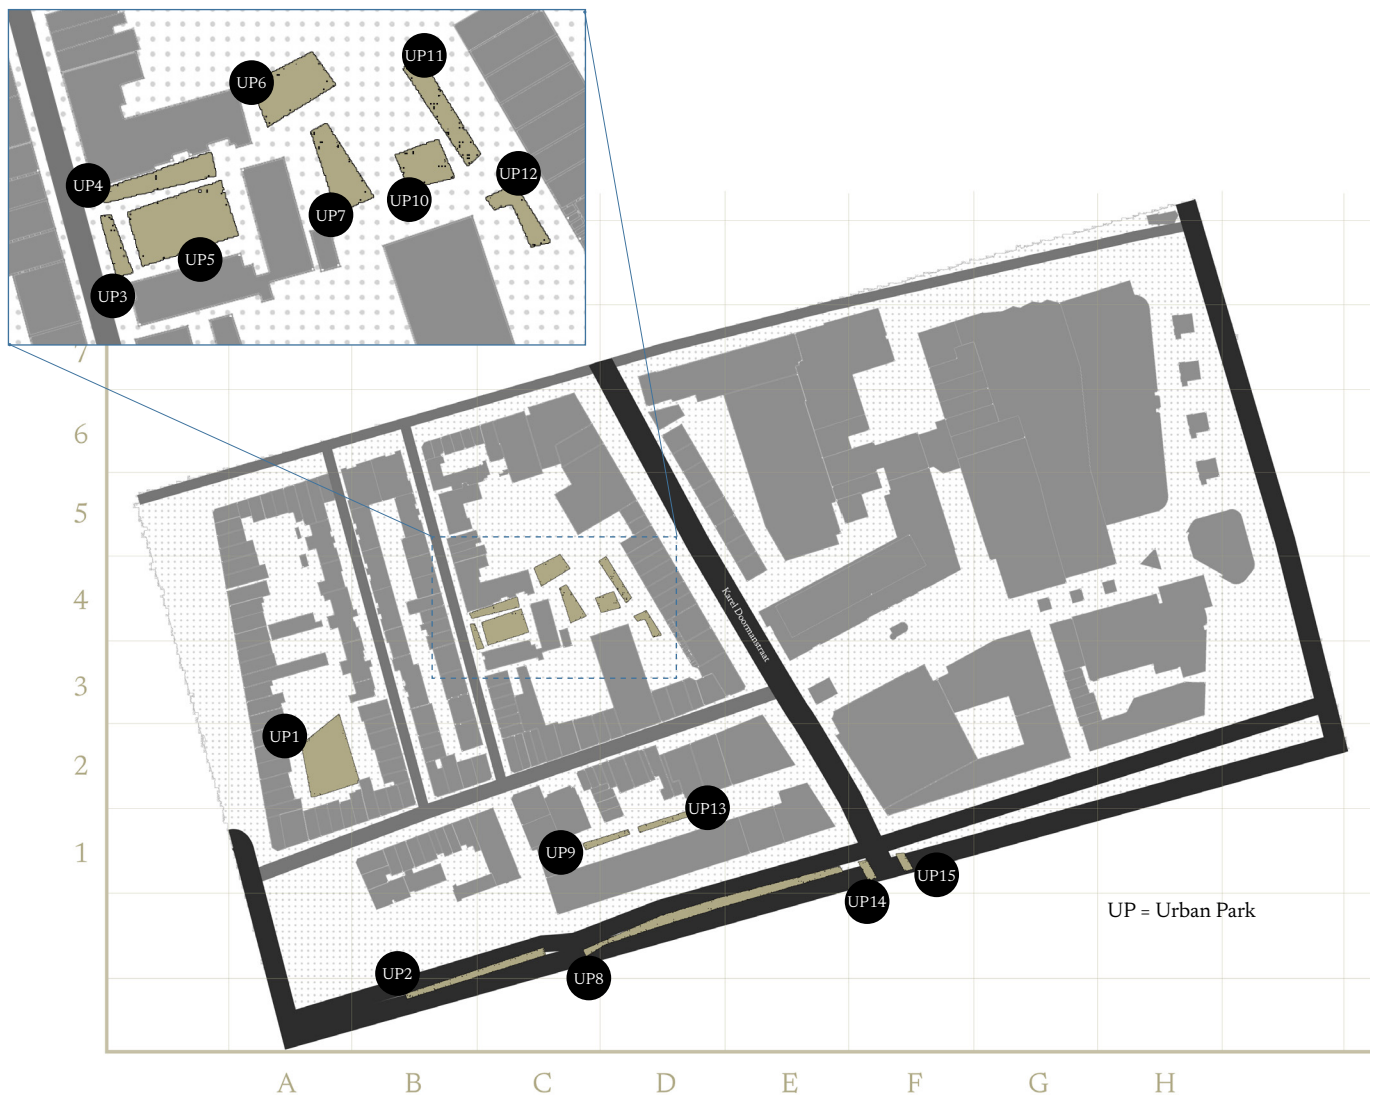 UP11
UP6
UP12
UP4
UP10
UP7
UP5
UP3
7
6
5
4
Karel Doormanstraat
3
UP1
2
UP13
1
UP9
UP15
UP14
UP = Urban Park
UP2
UP8
A B C D E F G H